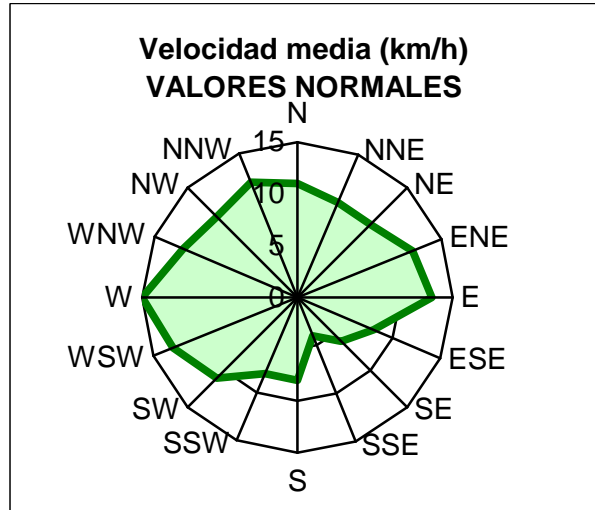 Velocidad media (km/h)
VALORES NORMALES
N
15
NNW
NNE
NW
10
NE
WNW
5
ENE
W
0
E
WSW
ESE
SW
SE
SSW
SSE
S